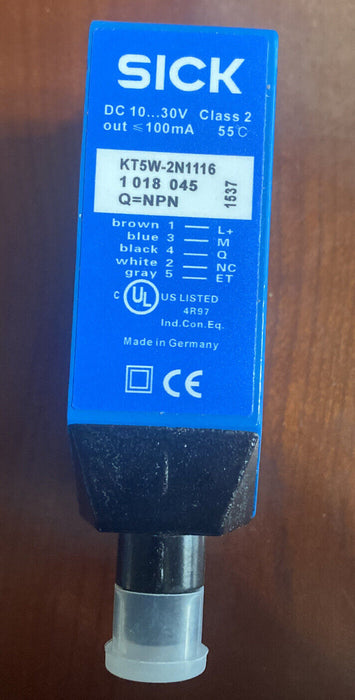 SICK
DC 10...30V Class 2
out ≤100mA 55°C
KT5W-2N1116
1 018 045
Q=NPN
1537
brown 1 L+
blue 3 M
black 4 Q
white 2 NC
gray 5 ET
C UL US LISTED
4R97
Ind.Con.Eq.
Made in Germany
CE